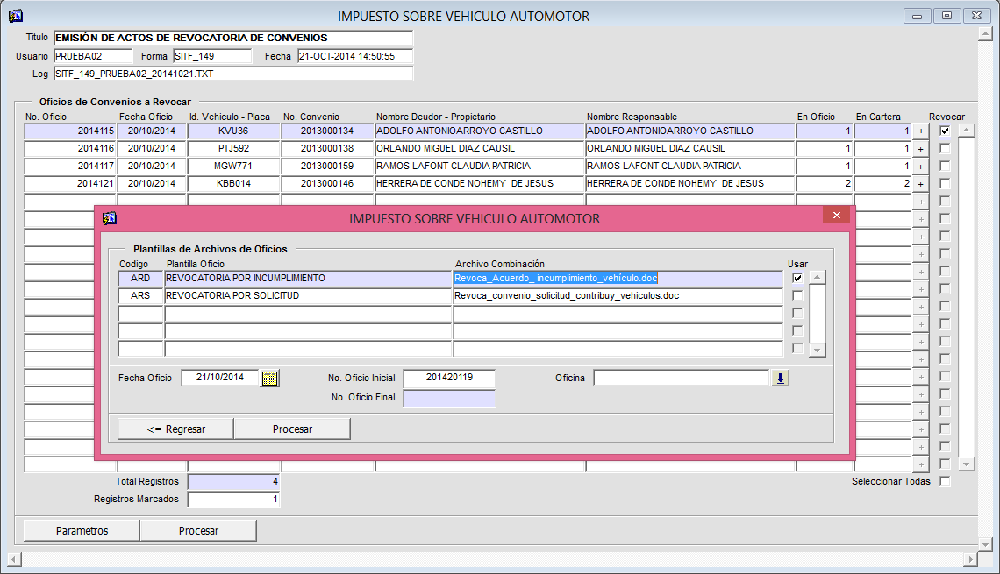 IMPUESTO SOBRE VEHICULO AUTOMOTOR
Titulo EMISIÓN DE ACTOS DE REVOCATORIA DE CONVENIOS
Usuario PRUEBA02 Forma SITF_149 Fecha 21-OCT-2014 14:50:55
Log SITF_149_PRUEBA02_20141021.TXT
Oficios de Convenios a Revocar
No. Oficio Fecha Oficio Id. Vehiculo - Placa No. Convenio Nombre Deudor - Propietario Nombre Responsable En Oficio En Cartera Revocar
2014115 20/10/2014 KVU36 2013000134 ADOLFO ANTONIOARROYO CASTILLO ADOLFO ANTONIOARROYO CASTILLO 1 1 +
2014116 20/10/2014 PTJ592 2013000138 ORLANDO MIGUEL DIAZ CAUSIL ORLANDO MIGUEL DIAZ CAUSIL 1 1 +
2014117 20/10/2014 MGW771 2013000159 RAMOS LAFONT CLAUDIA PATRICIA RAMOS LAFONT CLAUDIA PATRICIA 1 1 +
2014121 20/10/2014 KBB014 2013000146 HERRERA DE CONDE NOHEMY DE JESUS HERRERA DE CONDE NOHEMY DE JESUS 2 2 +
IMPUESTO SOBRE VEHICULO AUTOMOTOR
Plantillas de Archivos de Oficios
Codigo Plantilla Oficio Archivo Combinación Usar
ARD REVOCATORIA POR INCUMPLIMIENTO Revoca_Acuerdo_ incumplimiento_vehículo.doc
ARS REVOCATORIA POR SOLICITUD Revoca_convenio_solicitud_contribuy_vehiculos.doc
Fecha Oficio 21/10/2014 No. Oficio Inicial 201420119 Oficina
No. Oficio Final
<= Regresar Procesar
Total Registros 4 Seleccionar Todas
Registros Marcados 1
Parametros Procesar